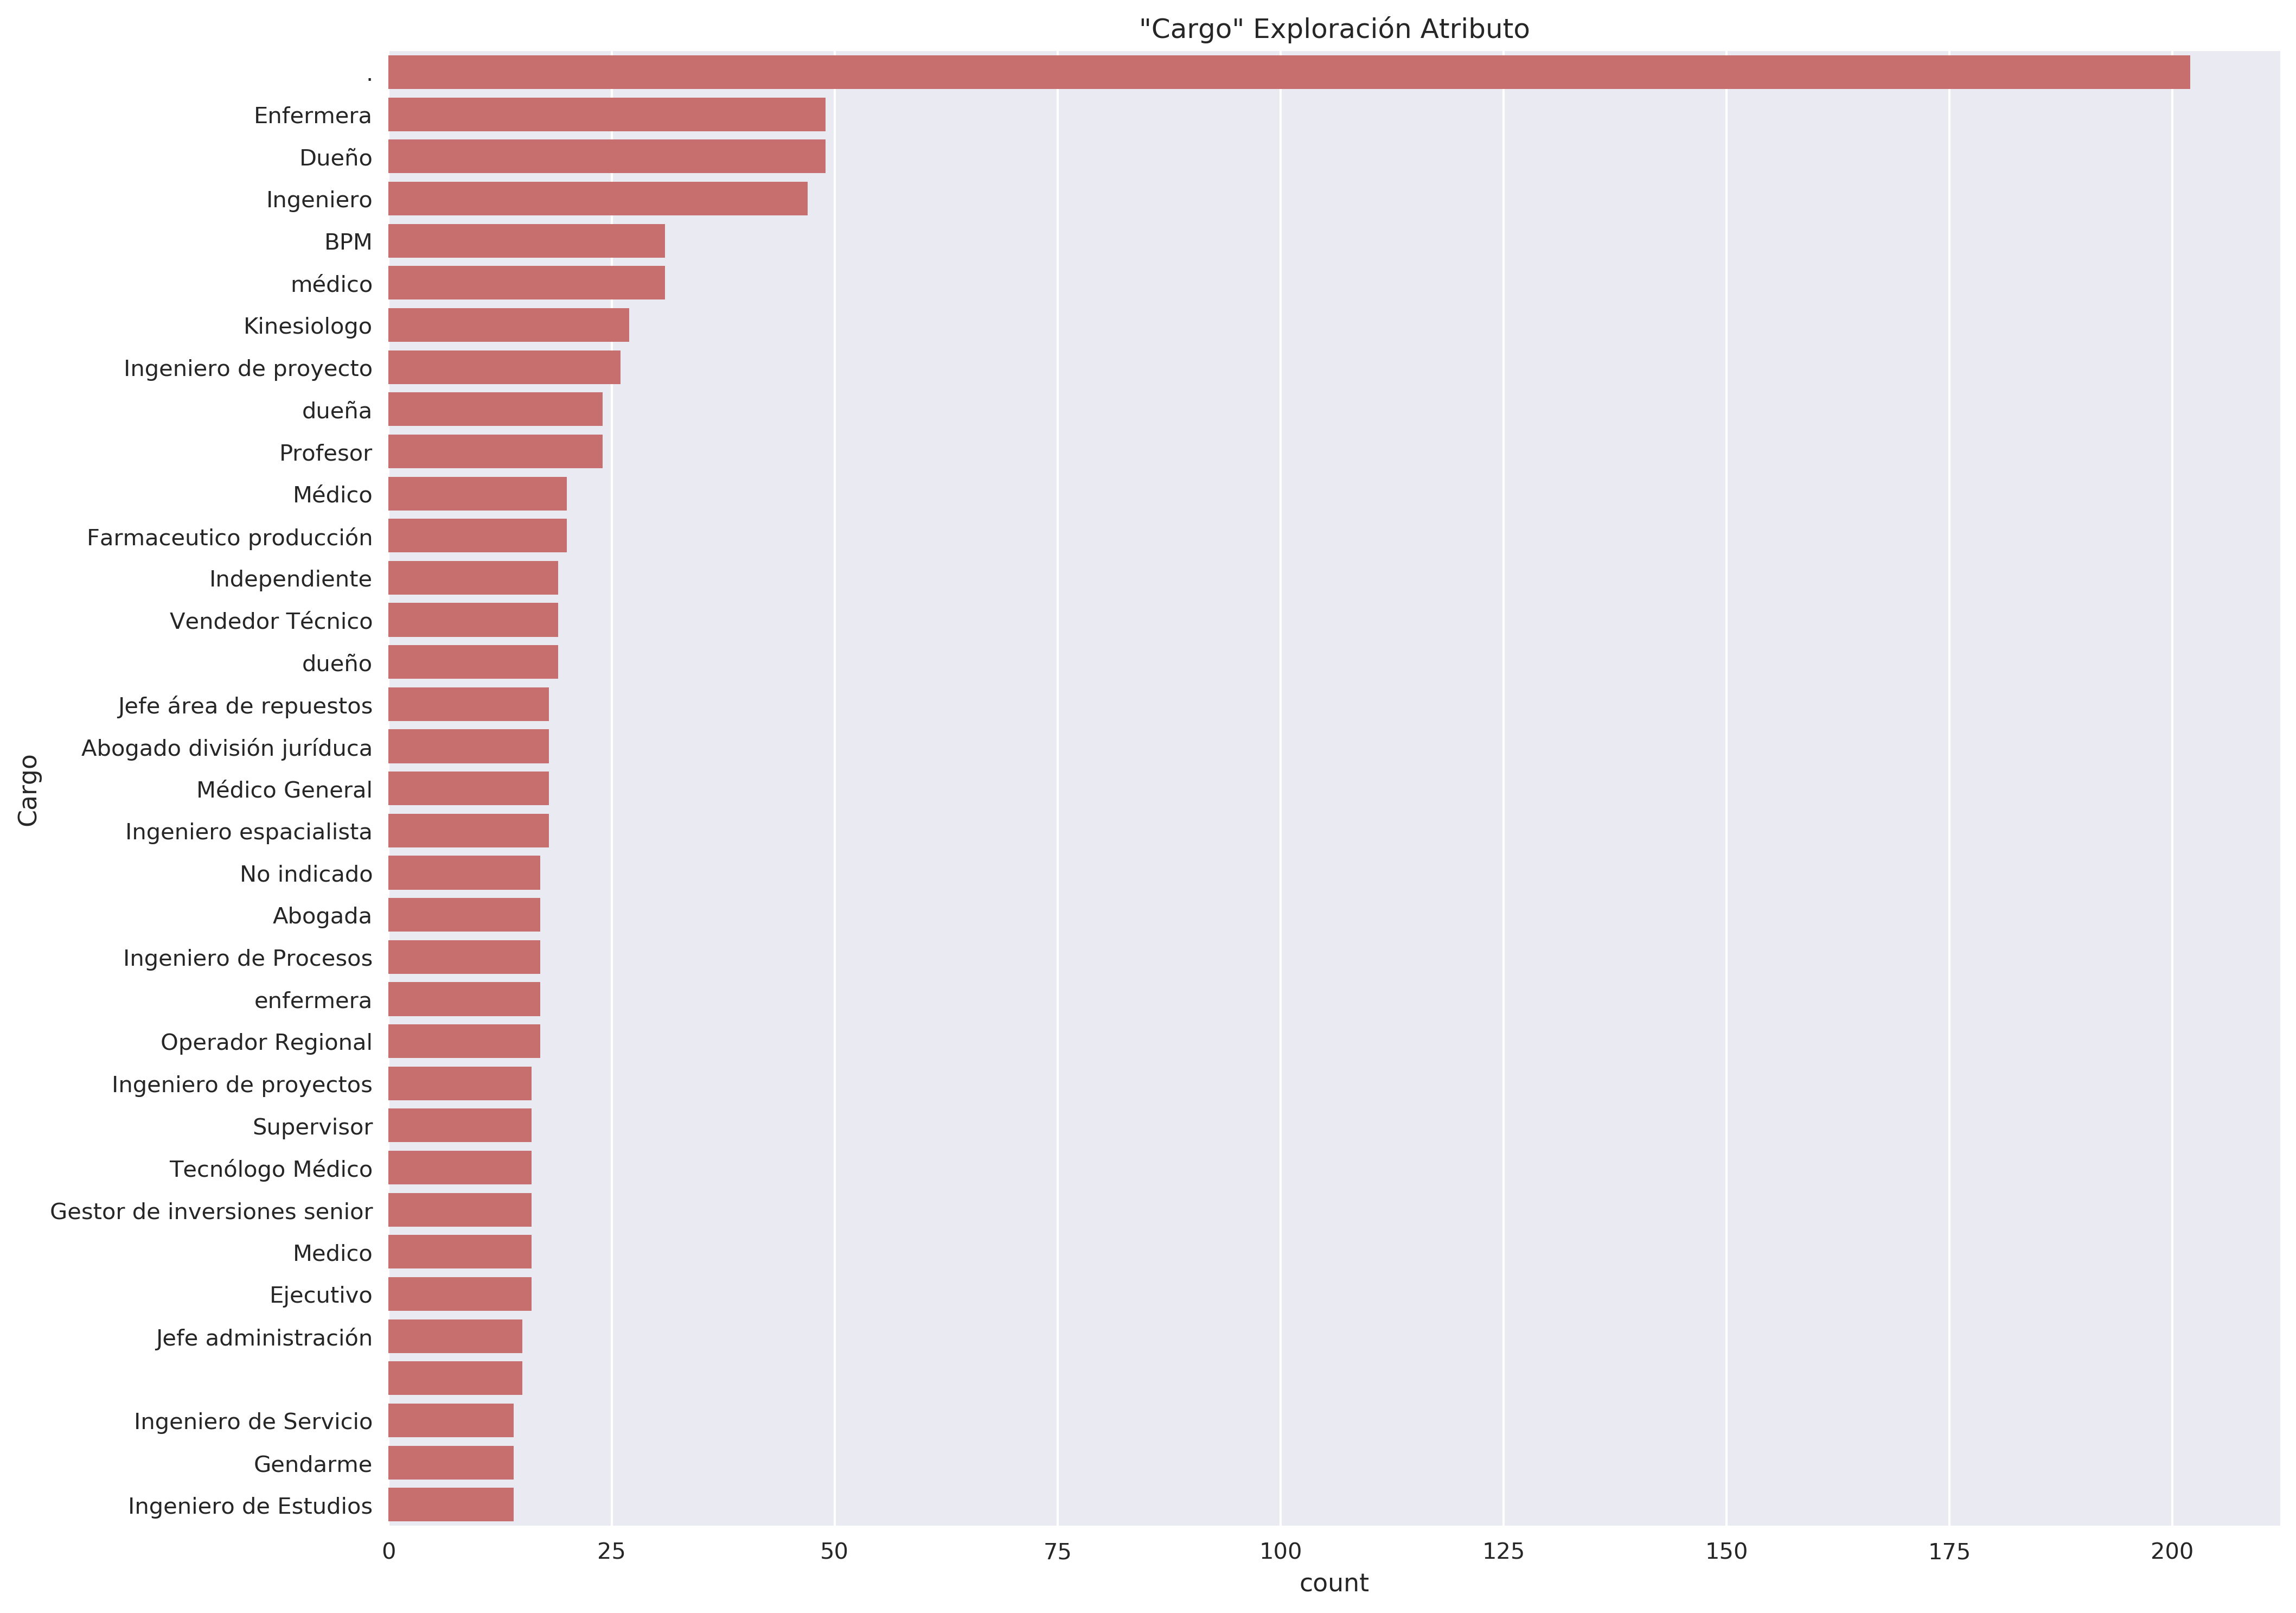 "Cargo" Exploración Atributo
.
Enfermera
Dueño
Ingeniero
BPM
médico
Kinesiologo
Ingeniero de proyecto
dueña
Profesor
Médico
Farmaceutico producción
Independiente
Vendedor Técnico
dueño
Jefe área de repuestos
Abogado división juríduca
Médico General
Ingeniero espacialista
No indicado
Abogada
Ingeniero de Procesos
enfermera
Operador Regional
Ingeniero de proyectos
Supervisor
Tecnólogo Médico
Gestor de inversiones senior
Medico
Ejecutivo
Jefe administración
Ingeniero de Servicio
Gendarme
Ingeniero de Estudios
Cargo
0 25 50 75 100 125 150 175 200
count